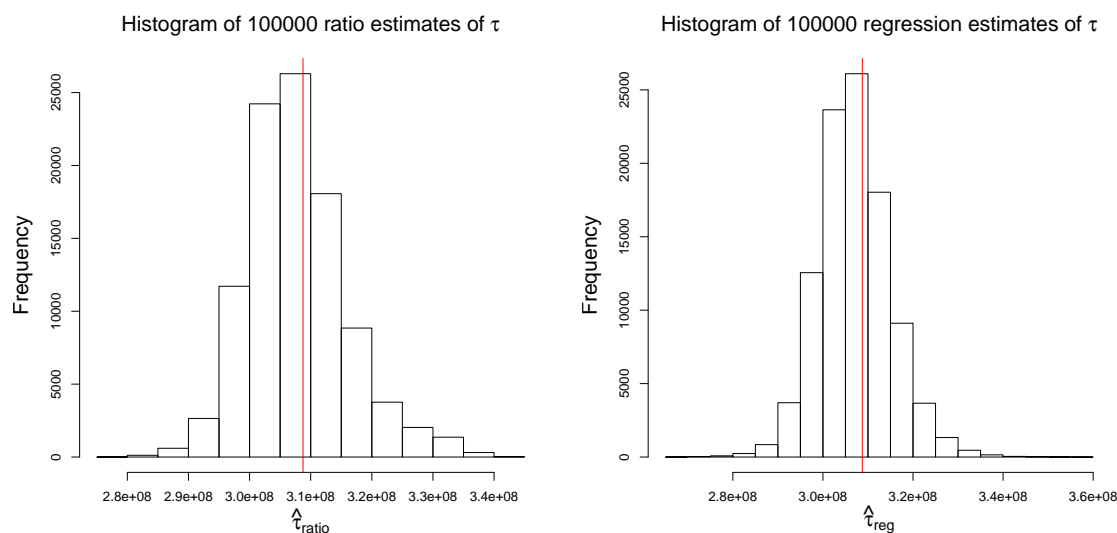 Histogram of 100000 ratio estimates of τ
Frequency
0
5000
10000
15000
20000
25000
2.8e+08 2.9e+08 3.0e+08 3.1e+08 3.2e+08 3.3e+08 3.4e+08
τ̂ratio
Histogram of 100000 regression estimates of τ
Frequency
0
5000
10000
15000
20000
25000
2.8e+08 3.0e+08 3.2e+08 3.4e+08 3.6e+08
τ̂reg